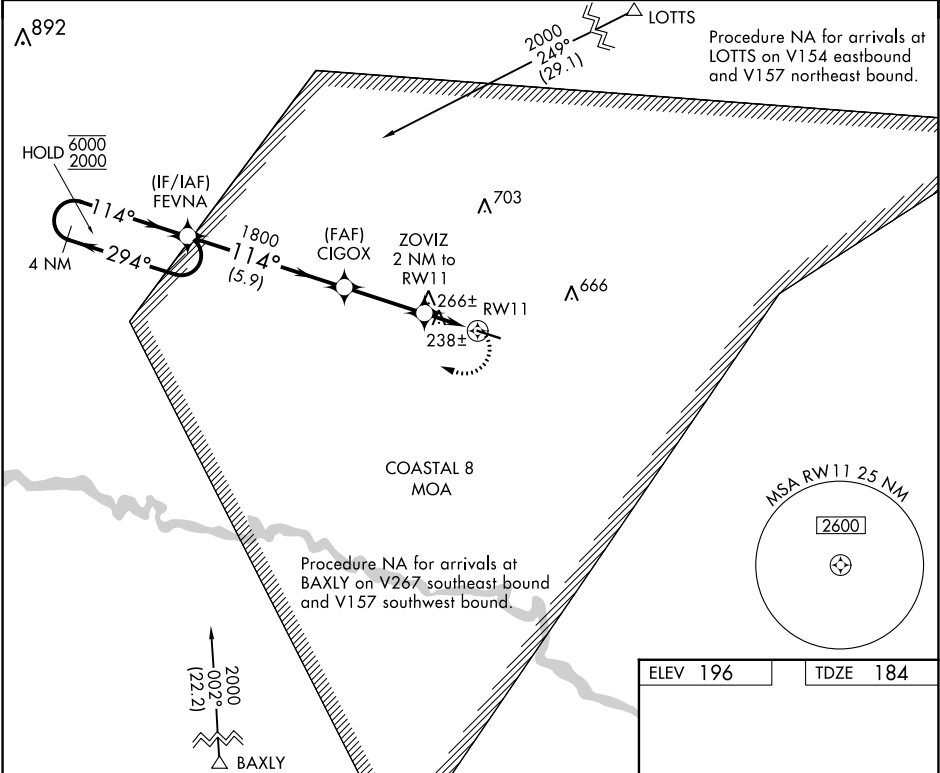 892
LOTTS
2000
249°
(29.1)
Procedure NA for arrivals at
LOTTS on V154 eastbound
and V157 northeast bound.
HOLD
6000
2000
(IF/IAF)
FEVNA
114°
294°
4 NM
1800
114°
(5.9)
(FAF)
CIGOX
ZOVIZ
2 NM to
RW11
703
666
266±
RW11
238±
COASTAL 8
MOA
MSA RW11 25 NM
2600
Procedure NA for arrivals at
BAXLY on V267 southeast bound
and V157 southwest bound.
2000
002°
(22.2)
BAXLY
ELEV 196
TDZE 184